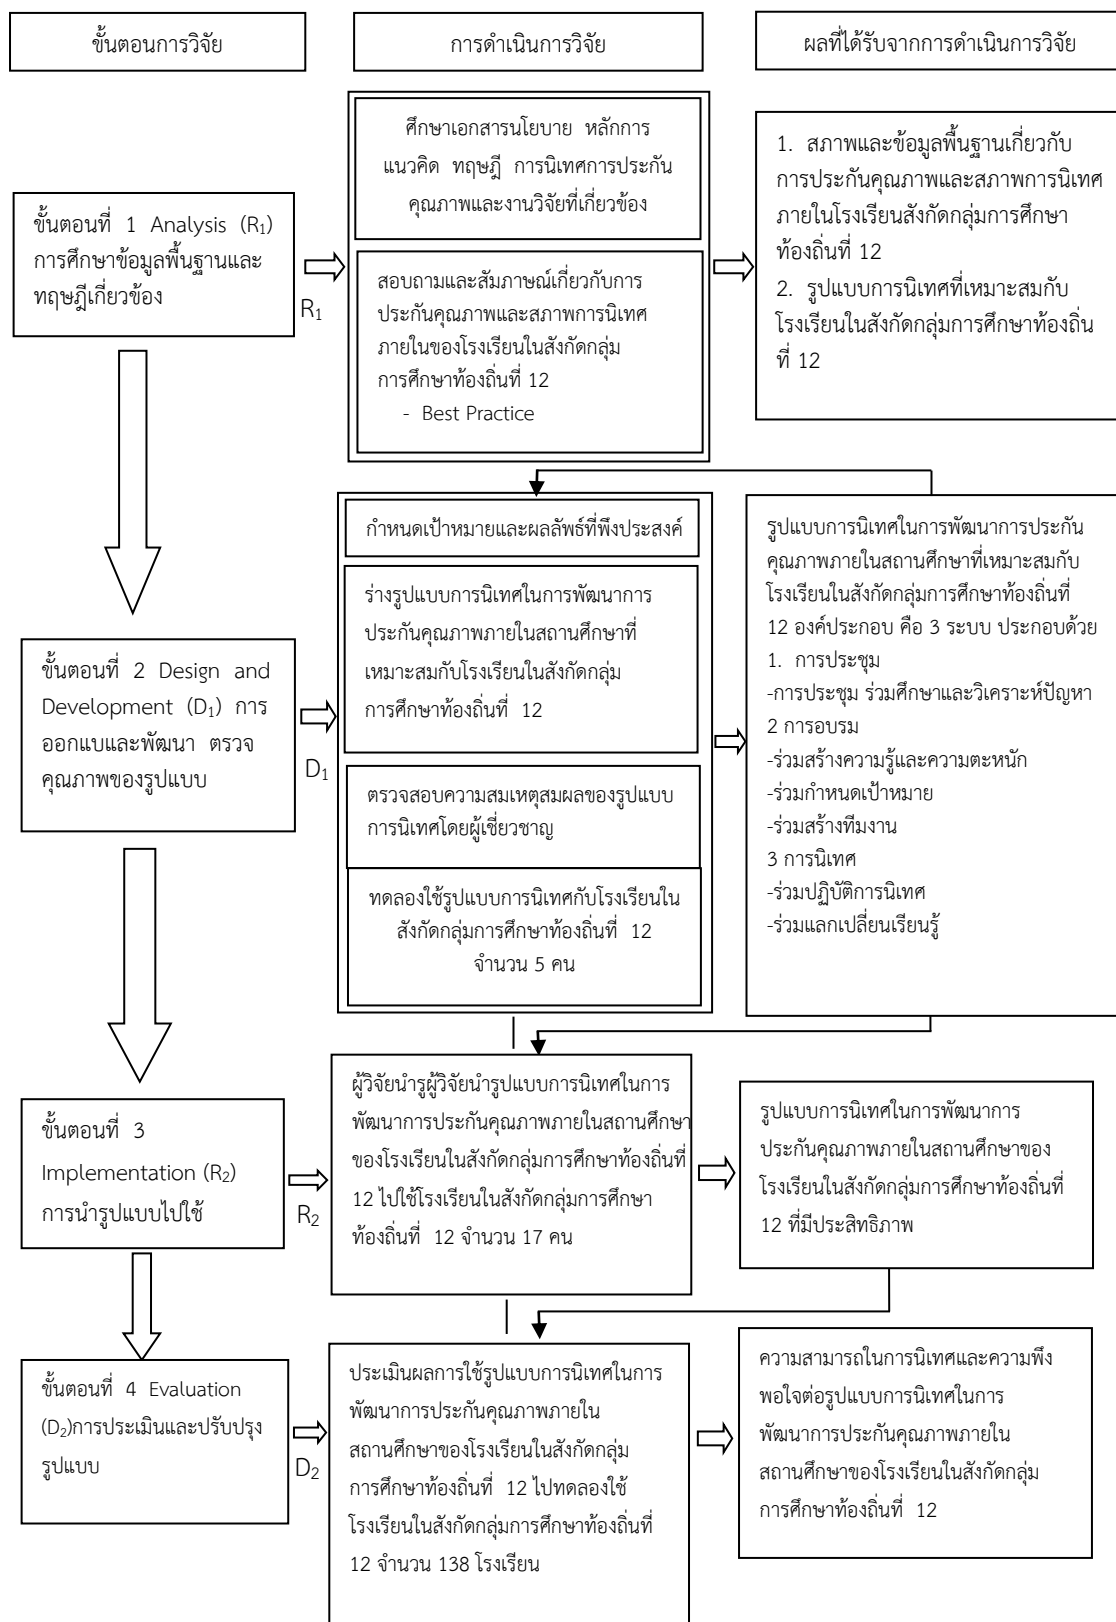 ขั้นตอนการวิจัย
การดำเนินการวิจัย
ผลที่ได้รับจากการดำเนินการวิจัย
ขั้นตอนที่ 1 Analysis (R₁)
การศึกษาข้อมูลพื้นฐานและ
ทฤษฎีเกี่ยวข้อง
R₁
ศึกษาเอกสารนโยบาย หลักการ
แนวคิด ทฤษฎี การนิเทศการประกัน
คุณภาพและงานวิจัยที่เกี่ยวข้อง
สอบถามและสัมภาษณ์เกี่ยวกับการ
ประกันคุณภาพและสภาพการนิเทศ
ภายในของโรงเรียนในสังกัดกลุ่ม
การศึกษาท้องถิ่นที่ 12
- Best Practice
1. สภาพและข้อมูลพื้นฐานเกี่ยวกับ
การประกันคุณภาพและสภาพการนิเทศ
ภายในโรงเรียนสังกัดกลุ่มการศึกษา
ท้องถิ่นที่ 12
2. รูปแบบการนิเทศที่เหมาะสมกับ
โรงเรียนในสังกัดกลุ่มการศึกษาท้องถิ่น
ที่ 12
ขั้นตอนที่ 2 Design and
Development (D₁) การ
ออกแบและพัฒนา ตรวจ
คุณภาพของรูปแบบ
D₁
กำหนดเป้าหมายและผลลัพธ์ที่พึงประสงค์
ร่างรูปแบบการนิเทศในการพัฒนาการ
ประกันคุณภาพภายในสถานศึกษาที่
เหมาะสมกับโรงเรียนในสังกัดกลุ่ม
การศึกษาท้องถิ่นที่ 12
ตรวจสอบความสมเหตุสมผลของรูปแบบ
การนิเทศโดยผู้เชี่ยวชาญ
ทดลองใช้รูปแบบการนิเทศกับโรงเรียนใน
สังกัดกลุ่มการศึกษาท้องถิ่นที่ 12
จำนวน 5 คน
รูปแบบการนิเทศในการพัฒนาการประกัน
คุณภาพภายในสถานศึกษาที่เหมาะสมกับ
โรงเรียนในสังกัดกลุ่มการศึกษาท้องถิ่นที่
12 องค์ประกอบ คือ 3 ระบบ ประกอบด้วย
1. การประชุม
-การประชุม ร่วมศึกษาและวิเคราะห์ปัญหา
2 การอบรม
-ร่วมสร้างความรู้และความตะหนัก
-ร่วมกำหนดเป้าหมาย
-ร่วมสร้างทีมงาน
3 การนิเทศ
-ร่วมปฏิบัติการนิเทศ
-ร่วมแลกเปลี่ยนเรียนรู้
ขั้นตอนที่ 3
Implementation (R₂)
การนำรูปแบบไปใช้
R₂
ผู้วิจัยนำรูผู้วิจัยนำรูปแบบการนิเทศในการ
พัฒนาการประกันคุณภาพภายในสถานศึกษา
ของโรงเรียนในสังกัดกลุ่มการศึกษาท้องถิ่นที่
12 ไปใช้โรงเรียนในสังกัดกลุ่มการศึกษา
ท้องถิ่นที่ 12 จำนวน 17 คน
รูปแบบการนิเทศในการพัฒนาการ
ประกันคุณภาพภายในสถานศึกษาของ
โรงเรียนในสังกัดกลุ่มการศึกษาท้องถิ่นที่
12 ที่มีประสิทธิภาพ
ขั้นตอนที่ 4 Evaluation
(D₂)การประเมินและปรับปรุง
รูปแบบ
D₂
ประเมินผลการใช้รูปแบบการนิเทศในการ
พัฒนาการประกันคุณภาพภายใน
สถานศึกษาของโรงเรียนในสังกัดกลุ่ม
การศึกษาท้องถิ่นที่ 12 ไปทดลองใช้
โรงเรียนในสังกัดกลุ่มการศึกษาท้องถิ่นที่
12 จำนวน 138 โรงเรียน
ความสามารถในการนิเทศและความพึง
พอใจต่อรูปแบบการนิเทศในการ
พัฒนาการประกันคุณภาพภายใน
สถานศึกษาของโรงเรียนในสังกัดกลุ่ม
การศึกษาท้องถิ่นที่ 12